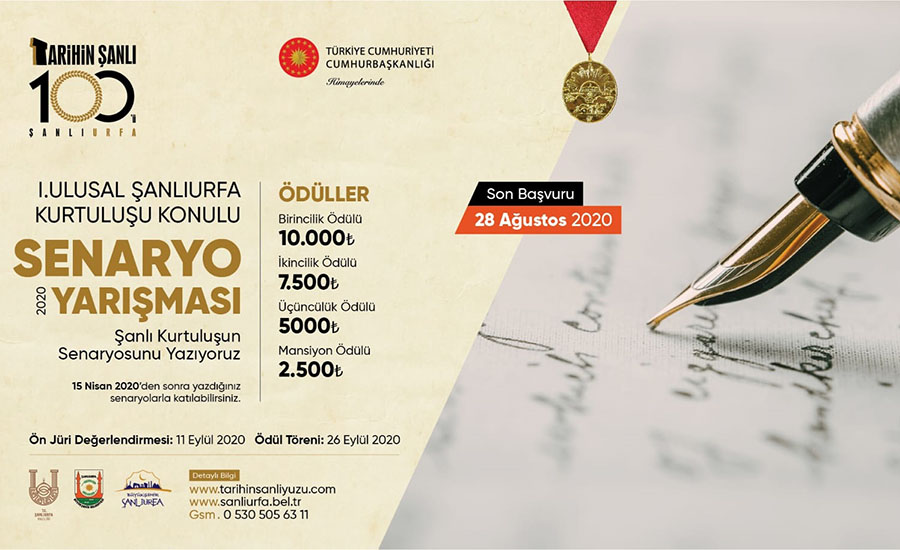 TARİHİN ŞANLI
100.'ü
ŞANLIURFA
TÜRKİYE CUMHURİYETİ
CUMHURBAŞKANLIĞI
Himayelerinde
I.ULUSAL ŞANLIURFA
KURTULUŞU KONULU
SENARYO
2020 YARIŞMASI
Şanlı Kurtuluşun
Senaryosunu Yazıyoruz
15 Nisan 2020'den sonra yazdığınız
senaryolarla katılabilirsiniz.
ÖDÜLLER
Birincilik Ödülü
10.000₺
İkincilik Ödülü
7.500₺
Üçüncülük Ödülü
5000₺
Mansiyon Ödülü
2.500₺
Son Başvuru
28 Ağustos 2020
Ön Jüri Değerlendirmesi: 11 Eylül 2020 Ödül Töreni: 26 Eylül 2020
BÜYÜKŞEHİR
ŞANLIURFA
Detaylı Bilgi
www.tarihinsanliyuzu.com
www.sanliurfa.bel.tr
Gsm . 0 530 505 63 11